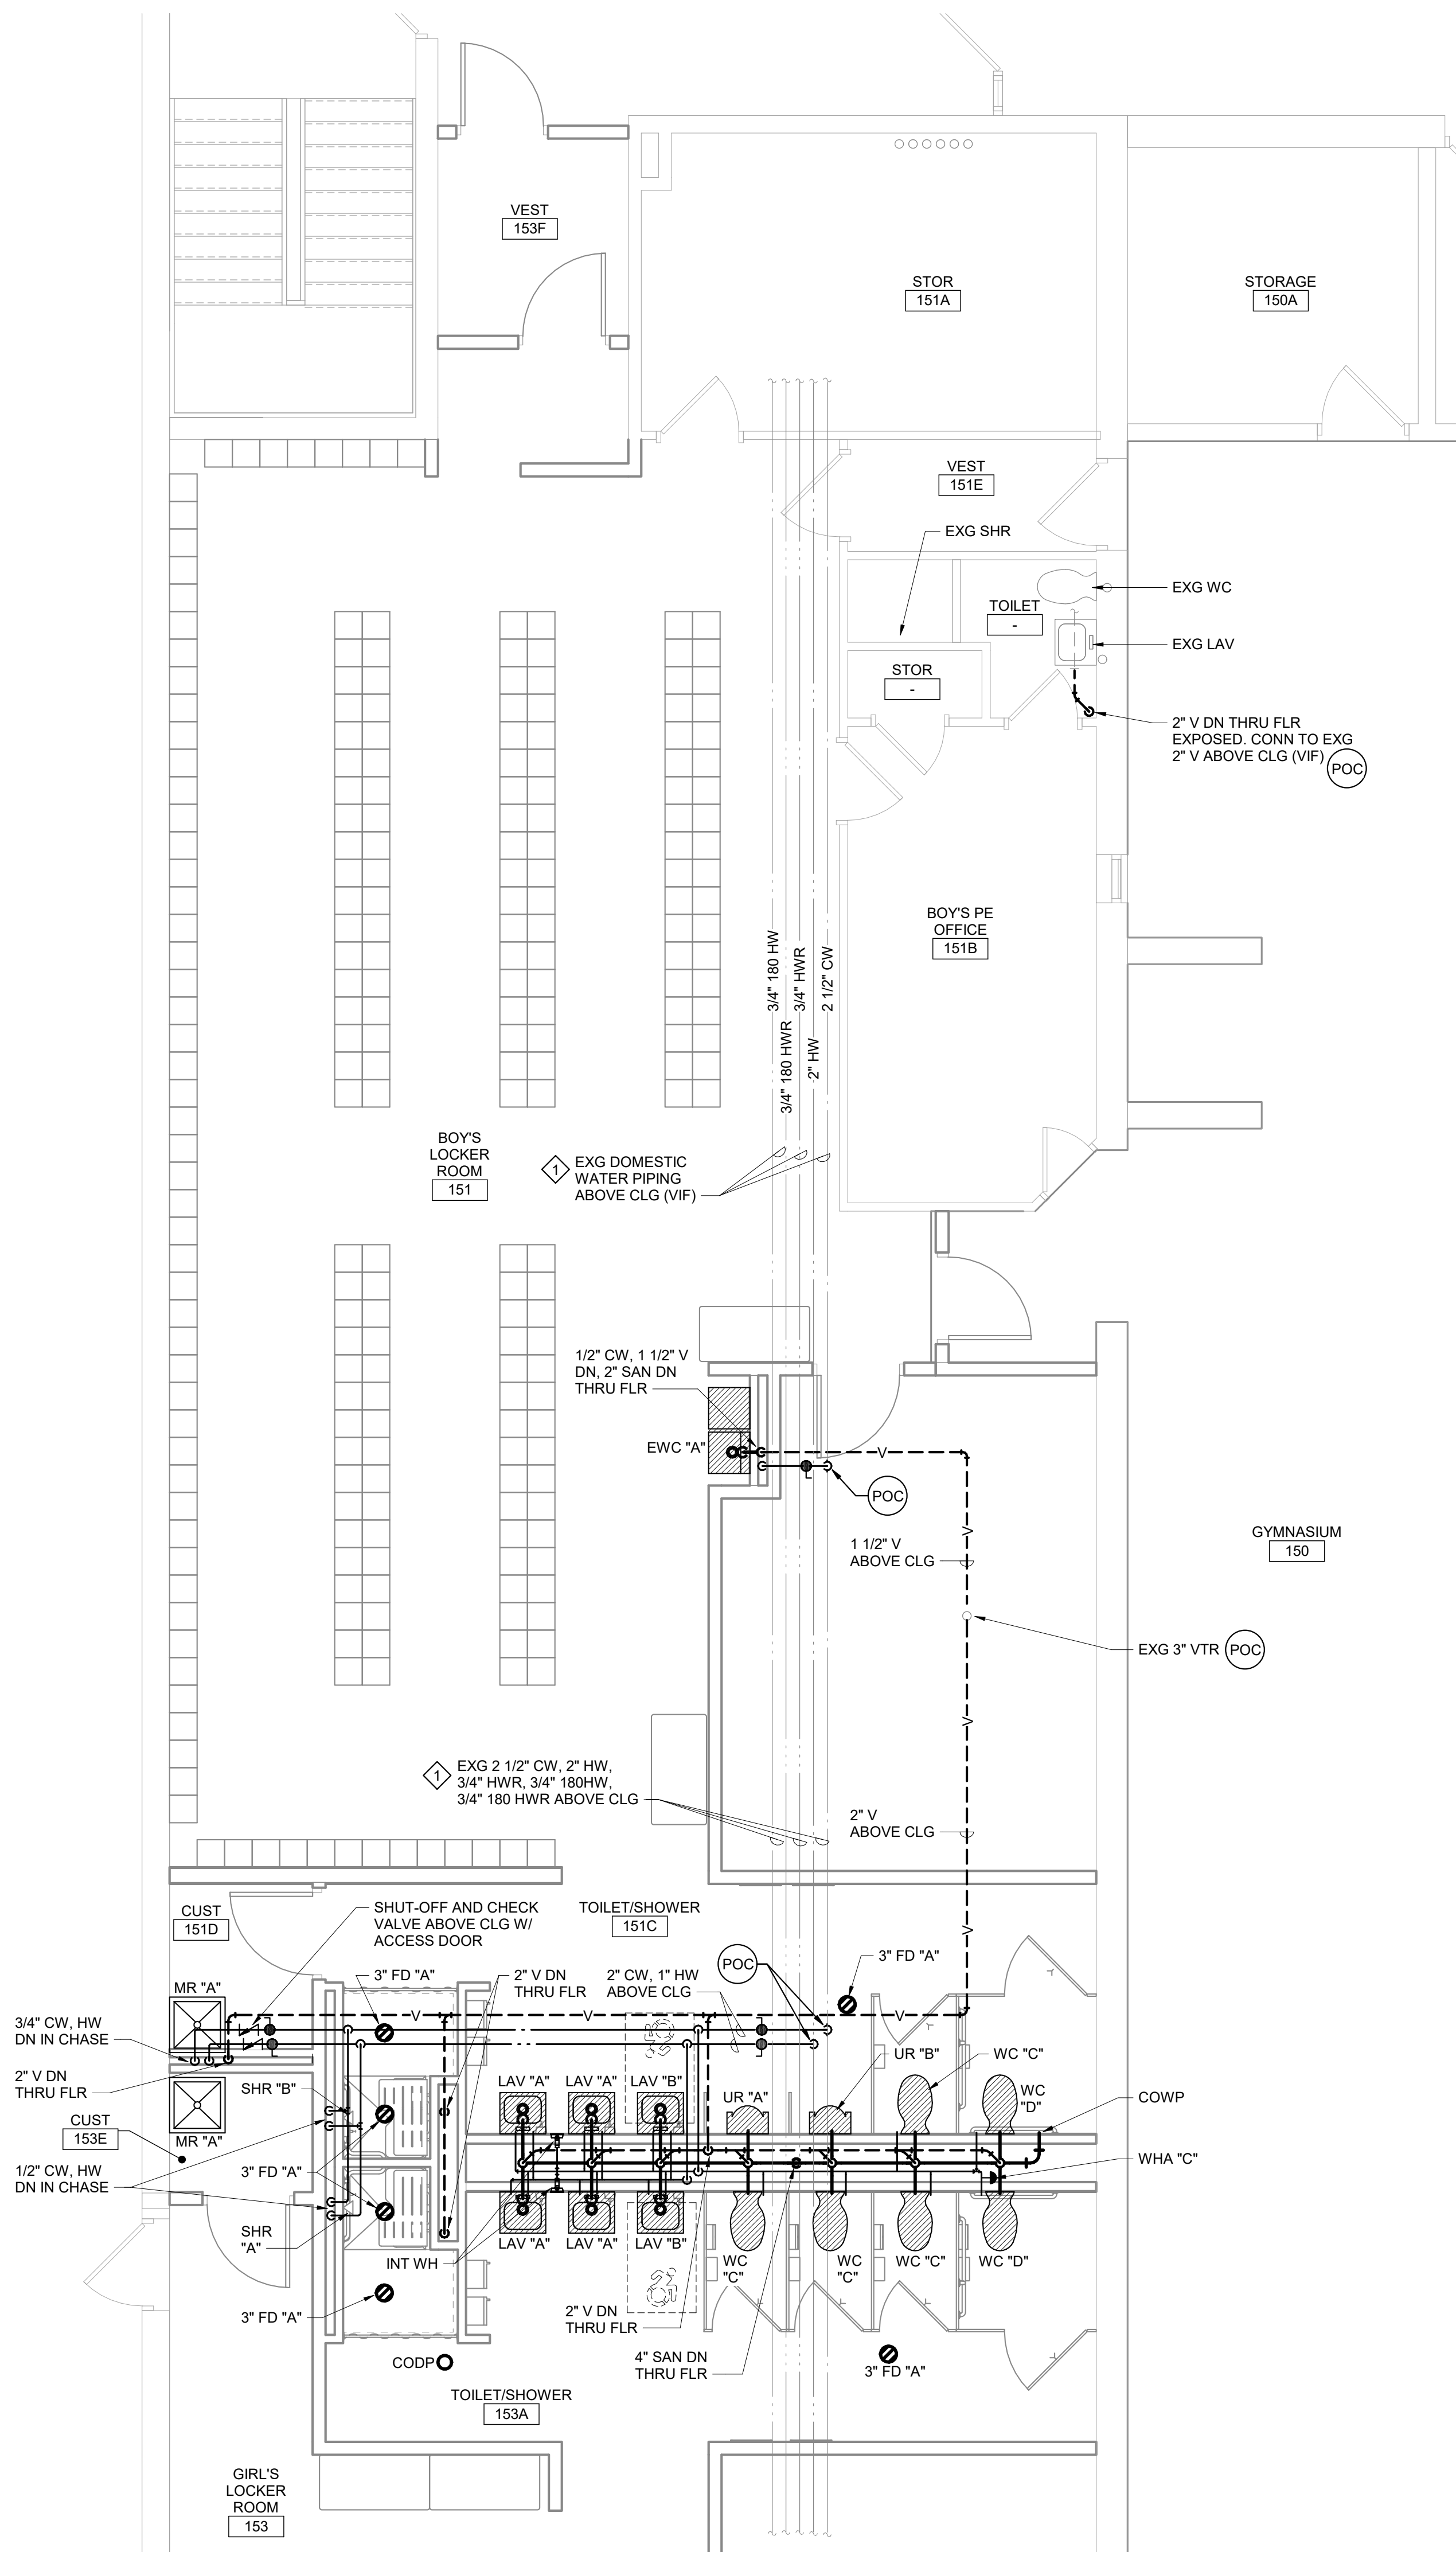 VEST
153F
STOR
151A
STORAGE
150A
VEST
151E
EXG SHR
EXG WC
TOILET
-
EXG LAV
STOR
-
2" V DN THRU FLR
EXPOSED. CONN TO EXG
2" V ABOVE CLG (VIF)
POC
BOY'S PE
OFFICE
151B
3/4" 180 HW
3/4" 180 HWR
3/4" HWR
2" HW
2 1/2" CW
BOY'S
LOCKER
ROOM
151
1
EXG DOMESTIC
WATER PIPING
ABOVE CLG (VIF)
1/2" CW, 1 1/2" V
DN, 2" SAN DN
THRU FLR
EWC "A"
V
POC
V
1 1/2" V
ABOVE CLG
GYMNASIUM
150
EXG 3" VTR
POC
V
1
EXG 2 1/2" CW, 2" HW,
3/4" HWR, 3/4" 180HW,
3/4" 180 HWR ABOVE CLG
2" V
ABOVE CLG
CUST
151D
SHUT-OFF AND CHECK
VALVE ABOVE CLG W/
ACCESS DOOR
TOILET/SHOWER
151C
V
POC
3" FD "A"
MR "A"
3" FD "A"
2" V DN
THRU FLR
2" CW, 1" HW
ABOVE CLG
V
V
V
3/4" CW, HW
DN IN CHASE
UR "B"
WC "C"
2" V DN
THRU FLR
SHR "B"
LAV "A"
LAV "A"
LAV "B"
UR "A"
WC
"D"
COWP
CUST
153E
MR "A"
WHA "C"
1/2" CW, HW
DN IN CHASE
3" FD "A"
SHR
"A"
LAV "A"
LAV "A"
LAV "B"
INT WH
WC
"C"
WC
"C"
WC "C"
WC "D"
3" FD "A"
2" V DN
THRU FLR
4" SAN DN
THRU FLR
3" FD "A"
CODP
TOILET/SHOWER
153A
GIRL'S
LOCKER
ROOM
153